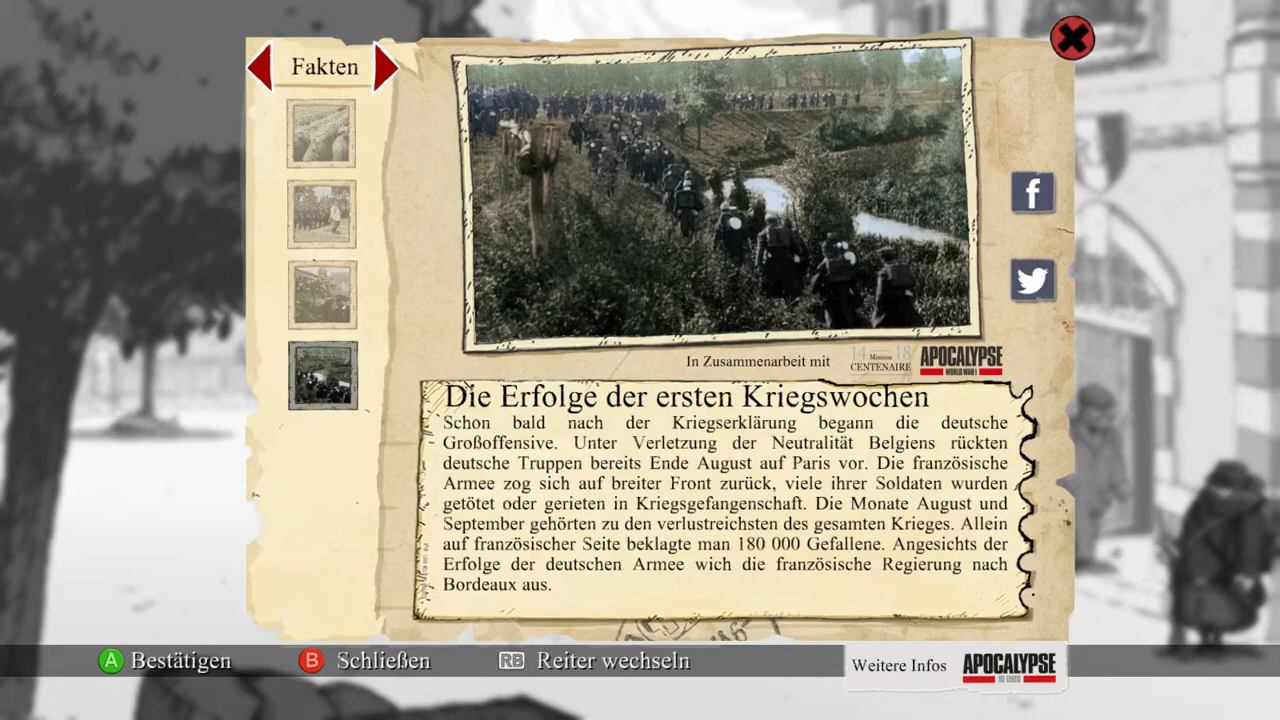 Fakten
In Zusammenarbeit mit
14 Mission 18
CENTENAIRE
APOCALYPSE
WORLD WAR I
Die Erfolge der ersten Kriegswochen
Schon bald nach der Kriegserklärung begann die deutsche
Großoffensive. Unter Verletzung der Neutralität Belgiens rückten
deutsche Truppen bereits Ende August auf Paris vor. Die französische
Armee zog sich auf breiter Front zurück, viele ihrer Soldaten wurden
getötet oder gerieten in Kriegsgefangenschaft. Die Monate August und
September gehörten zu den verlustreichsten des gesamten Krieges. Allein
auf französischer Seite beklagte man 180 000 Gefallene. Angesichts der
Erfolge der deutschen Armee wich die französische Regierung nach
Bordeaux aus.
A Bestätigen
B Schließen
RB Reiter wechseln
Weitere Infos
APOCALYPSE
10 LIVES